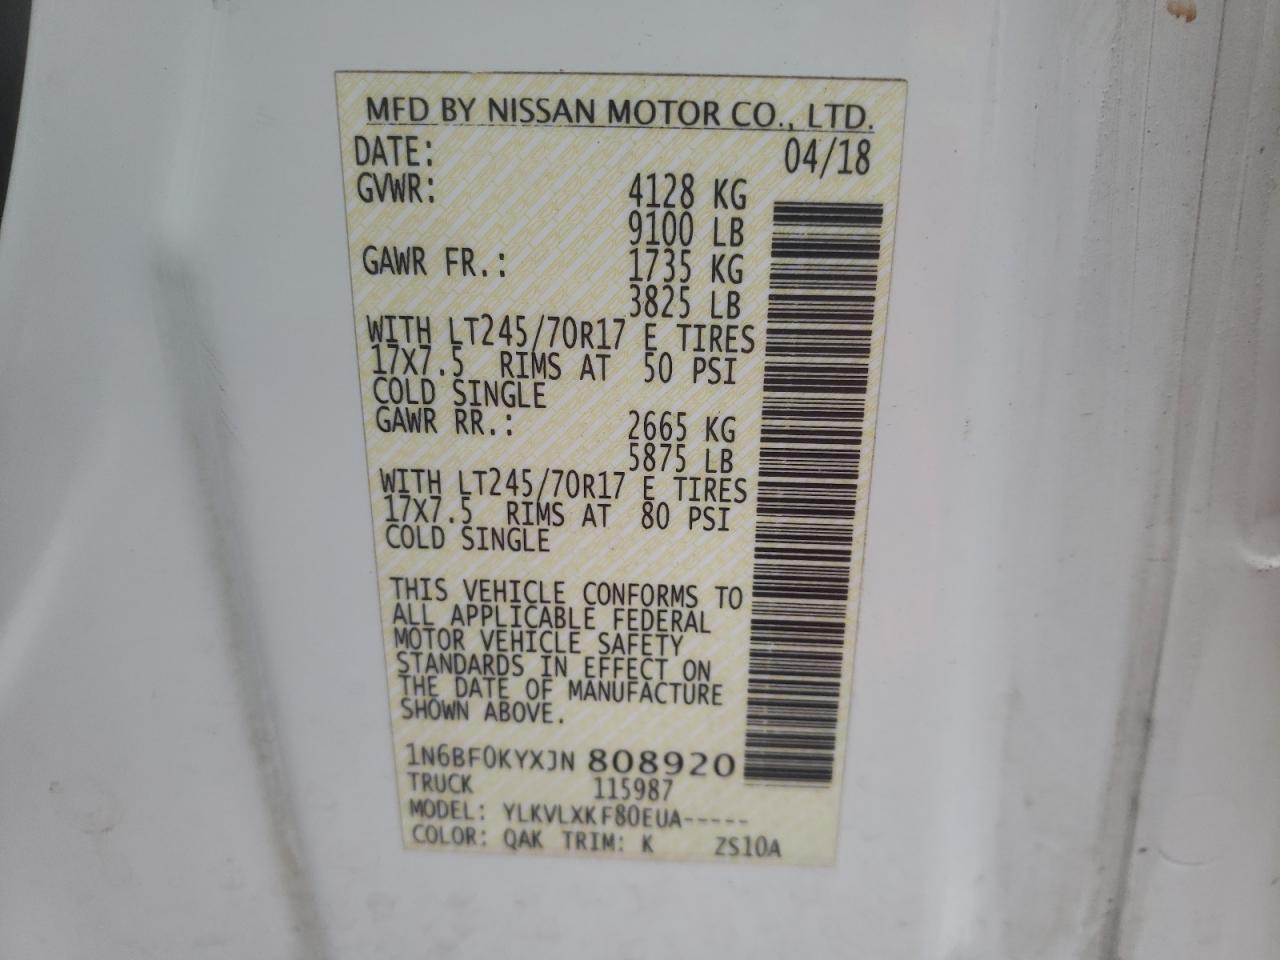 MFD BY NISSAN MOTOR CO., LTD.
DATE: 04/18
GVWR: 4128 KG
9100 LB
GAWR FR.: 1735 KG
3825 LB
WITH LT245/70R17 E TIRES
17X7.5 RIMS AT 50 PSI
COLD SINGLE
GAWR RR.: 2665 KG
5875 LB
WITH LT245/70R17 E TIRES
17X7.5 RIMS AT 80 PSI
COLD SINGLE
THIS VEHICLE CONFORMS TO
ALL APPLICABLE FEDERAL
MOTOR VEHICLE SAFETY
STANDARDS IN EFFECT ON
THE DATE OF MANUFACTURE
SHOWN ABOVE.
1N6BF0KYXJN 808920
TRUCK 115987
MODEL: YLKVLXKF80EUA-----
COLOR: QAK TRIM: K ZS10A